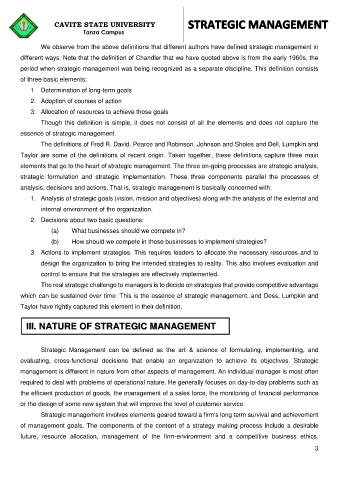 CAVITE STATE UNIVERSITY
Tanza Campus
STRATEGIC MANAGEMENT
We observe from the above definitions that different authors have defined strategic management in
different ways. Note that the definition of Chandler that we have quoted above is from the early 1960s, the
period when strategic management was being recognized as a separate discipline. This definition consists
of three basic elements:
1. Determination of long-term goals
2. Adoption of courses of action
3. Allocation of resources to achieve those goals
Though this definition is simple, it does not consist of all the elements and does not capture the
essence of strategic management.
The definitions of Fred R. David, Pearce and Robinson, Johnson and Sholes and Dell, Lumpkin and
Taylor are some of the definitions of recent origin. Taken together, these definitions capture three main
elements that go to the heart of strategic management. The three on-going processes are strategic analysis,
strategic formulation and strategic implementation. These three components parallel the processes of
analysis, decisions and actions. That is, strategic management is basically concerned with:
1. Analysis of strategic goals (vision, mission and objectives) along with the analysis of the external and
internal environment of the organization.
2. Decisions about two basic questions:
(a) What businesses should we compete in?
(b) How should we compete in those businesses to implement strategies?
3. Actions to implement strategies. This requires leaders to allocate the necessary resources and to
design the organization to bring the intended strategies to reality. This also involves evaluation and
control to ensure that the strategies are effectively implemented.
The real strategic challenge to managers is to decide on strategies that provide competitive advantage
which can be sustained over time. This is the essence of strategic management, and Dess, Lumpkin and
Taylor have rightly captured this element in their definition.
III. NATURE OF STRATEGIC MANAGEMENT
Strategic Management can be defined as the art & science of formulating, implementing, and
evaluating, cross-functional decisions that enable an organization to achieve its objectives. Strategic
management is different in nature from other aspects of management. An individual manager is most often
required to deal with problems of operational nature. He generally focuses on day-to-day problems such as
the efficient production of goods, the management of a sales force, the monitoring of financial performance
or the design of some new system that will improve the level of customer service.
Strategic management involves elements geared toward a firm's long term survival and achievement
of management goals. The components of the content of a strategy making process include a desirable
future, resource allocation, management of the firm-environment and a competitive business ethics.
3